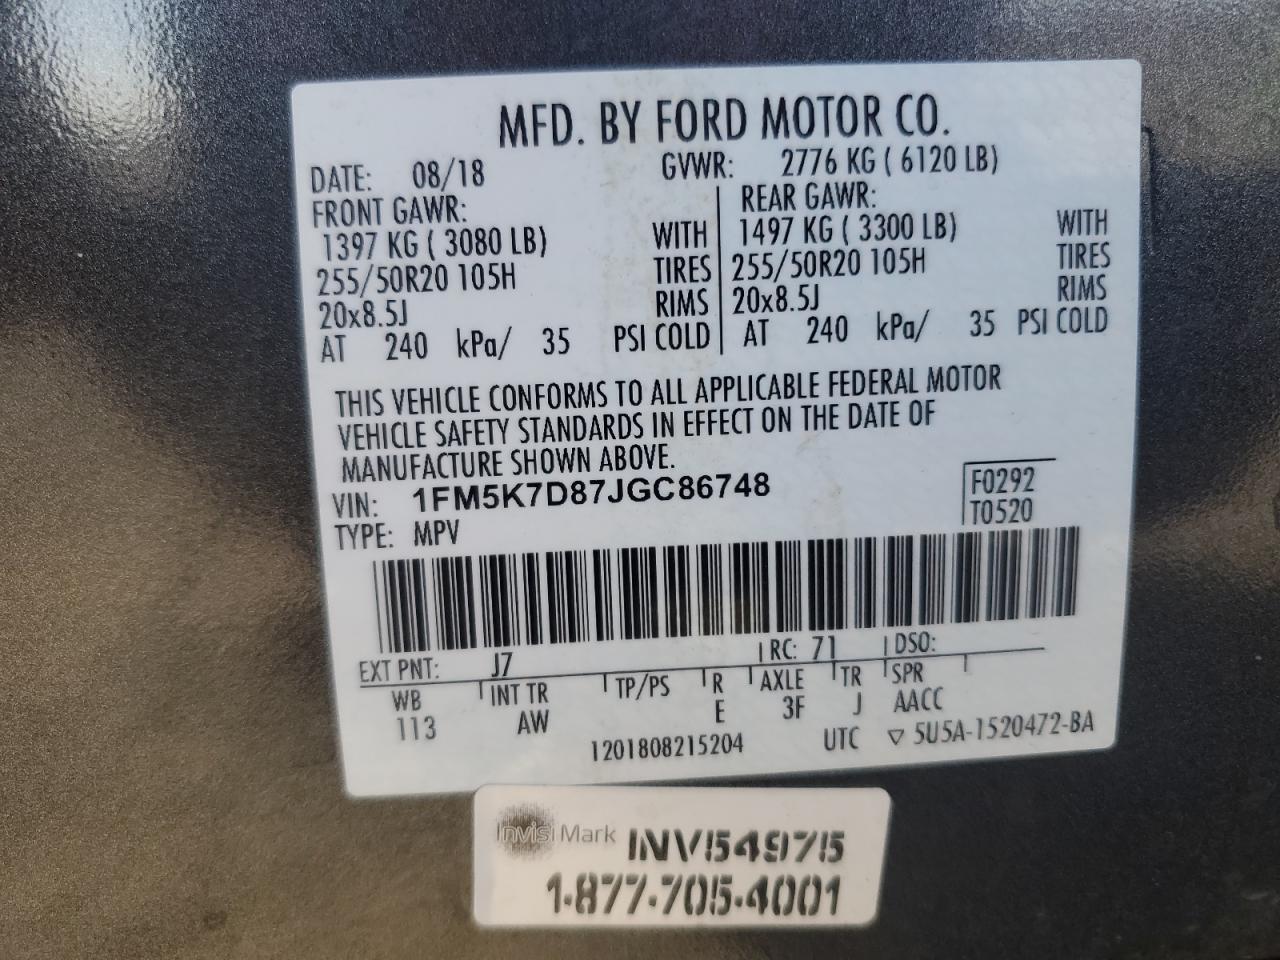 MFD. BY FORD MOTOR CO.
DATE: 08/18 GVWR: 2776 KG ( 6120 LB)
FRONT GAWR: REAR GAWR:
1397 KG ( 3080 LB) WITH 1497 KG ( 3300 LB) WITH
255/50R20 105H TIRES 255/50R20 105H TIRES
20x8.5J RIMS 20x8.5J RIMS
AT 240 kPa/ 35 PSI COLD AT 240 kPa/ 35 PSI COLD
THIS VEHICLE CONFORMS TO ALL APPLICABLE FEDERAL MOTOR
VEHICLE SAFETY STANDARDS IN EFFECT ON THE DATE OF
MANUFACTURE SHOWN ABOVE.
VIN: 1FM5K7D87JGC86748 F0292
TYPE: MPV T0520
EXT PNT: J7 RC: 71 DSO:
WB INT TR TP/PS R AXLE TR SPR
113 AW E 3F J AACC
1201808215204 UTC ▽ 5U5A-1520472-BA
InvisiMark INV54975
1-877-705-4001